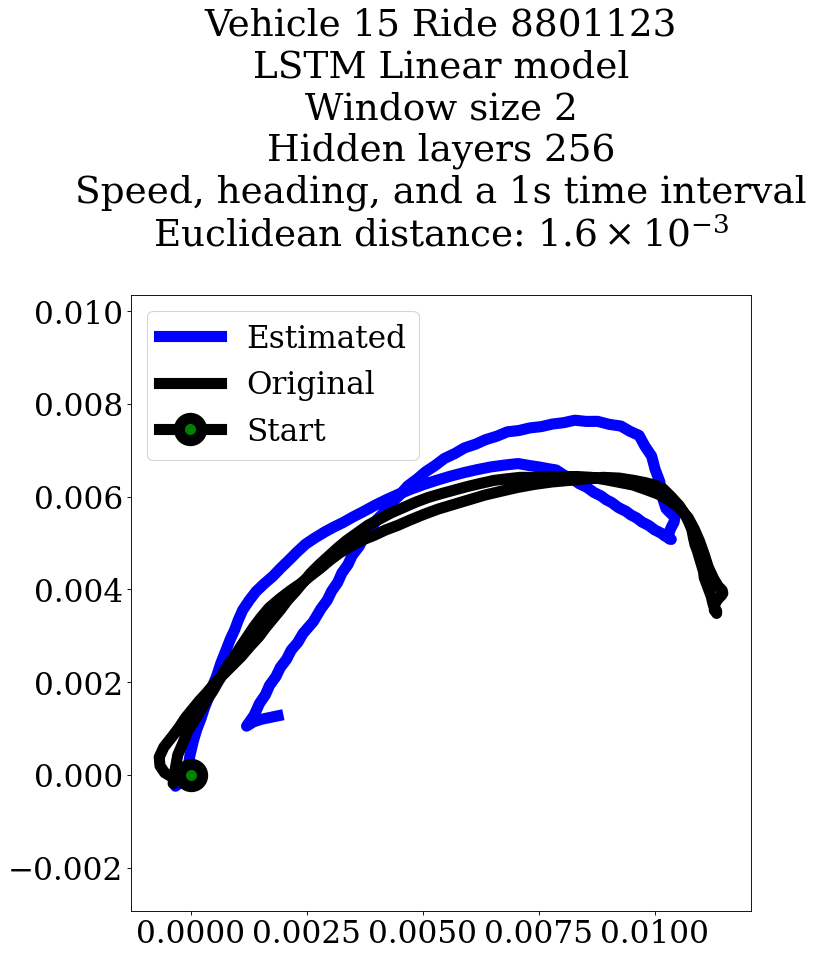 Vehicle 15 Ride 8801123
LSTM Linear model
Window size 2
Hidden layers 256
Speed, heading, and a 1s time interval
Euclidean distance: 1.6 × 10⁻³
0.010
Estimated
Original
Start
0.008
0.006
0.004
0.002
0.000
−0.002
0.0000 0.0025 0.0050 0.0075 0.0100